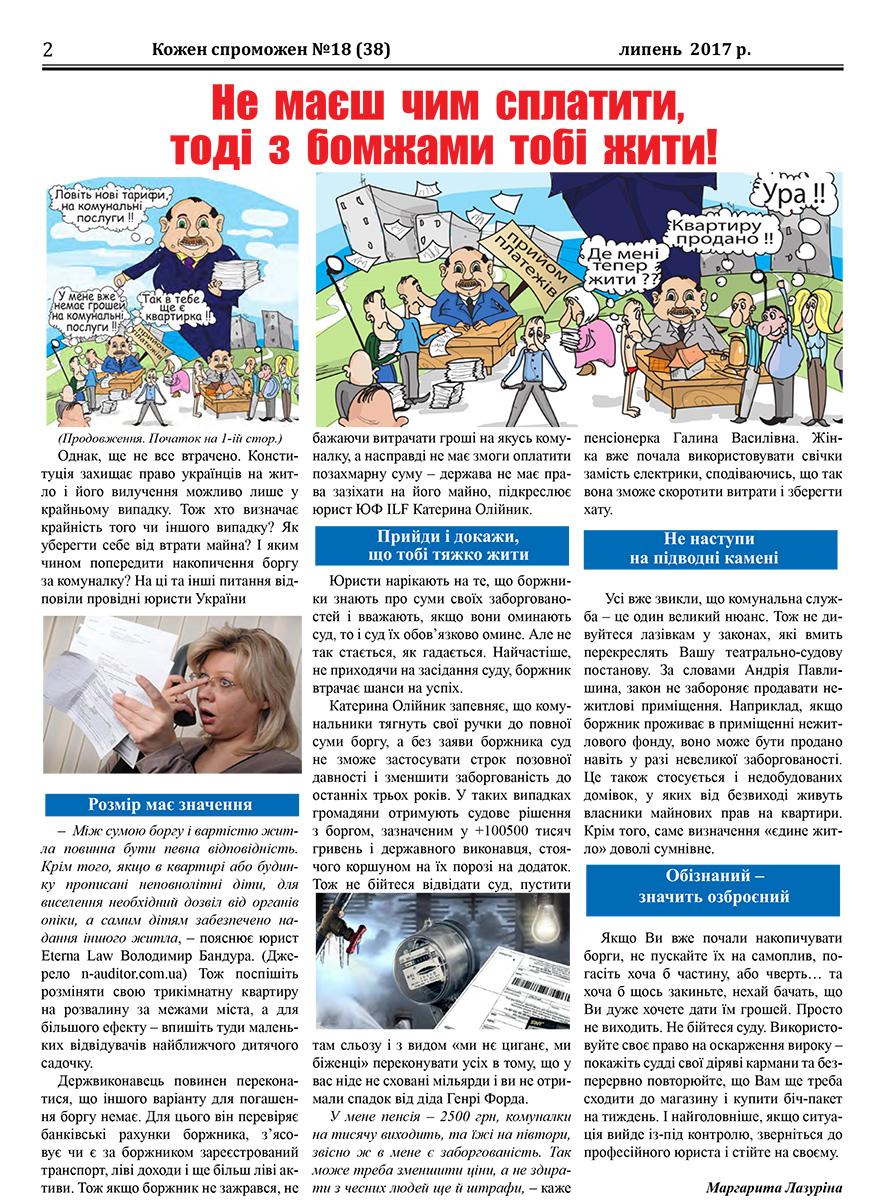 2
Кожен спроможен №18 (38)
липень 2017 р.
Не маєш чим сплатити,
тоді з бомжами тобі жити!
Ловіть нові тарифи,
на комунальні
послуги !!
У мене вже
немає грошей
на комунальні
послуги !!
Так в тебе
ще є
квартирка !!
прийом
платежів
прийом
платежів
Де мені
тепер
жити ??
Квартиру
продано !!
Ура !!
(Продовження. Початок на 1-ій стор.)
Однак, ще не все втрачено. Консти-
туція захищає право українців на жит-
ло і його вилучення можливо лише у
крайньому випадку. Тож хто визначає
крайність того чи іншого випадку? Як
уберегти себе від втрати майна? І яким
чином попередити накопичення боргу
за комуналку? На ці та інші питання від-
повіли провідні юристи України
Розмір має значення
– Між сумою боргу і вартістю жит-
ла повинна бути певна відповідність.
Крім того, якщо в квартирі або будин-
ку прописані неповнолітні діти, для
виселення необхідний дозвіл від органів
опіки, а самим дітям забезпечено на-
дання іншого житла, – пояснює юрист
Eterna Law Володимир Бандура. (Дже-
рело n-auditor.com.ua) Тож поспішіть
розміняти свою трикімнатну квартиру
на розвалину за межами міста, а для
більшого ефекту – впишіть туди малень-
ких відвідувачів найближчого дитячого
садочку.
Держвиконавець повинен перекона-
тися, що іншого варіанту для погашен-
ня боргу немає. Для цього він перевіряє
банківські рахунки боржника, з’ясо-
вує чи є за боржником зареєстрований
транспорт, ліві доходи і ще більш ліві ак-
тиви. Тож якщо боржник не зажрався, не
бажаючи витрачати гроші на якусь кому-
налку, а насправді не має змоги оплатити
позахмарну суму – держава не має пра-
ва зазіхати на його майно, підкреслює
юрист ЮФ ILF Катерина Олійник.
Прийди і докажи,
що тобі тяжко жити
Юристи нарікають на те, що боржни-
ки знають про суми своїх заборговано-
стей і вважають, якщо вони оминають
суд, то і суд їх обов’язково омине. Але не
так стається, як гадається. Найчастіше,
не приходячи на засідання суду, боржник
втрачає шанси на успіх.
Катерина Олійник запевняє, що кому-
нальники тягнуть свої ручки до повної
суми боргу, а без заяви боржника суд
не зможе застосувати строк позовної
давності і зменшити заборгованість до
останніх трьох років. У таких випадках
громадяни отримують судове рішення
з боргом, зазначеним у +100500 тисяч
гривень і державного виконавця, стоя-
чого коршуном на їх порозі на додаток.
Тож не бійтеся відвідати суд, пустити
там сльозу і з видом «ми нє циганє, ми
біженці» переконувати усіх в тому, що у
вас ніде не сховані мільярди і ви не отри-
мали спадок від діда Генрі Форда.
У мене пенсія – 2500 грн, комуналки
на тисячу виходить, та їжі на півтори,
звісно ж в мене є заборгованість. Так
може треба зменшити ціни, а не здира-
ти з чесних людей ще й штрафи, – каже
пенсіонерка Галина Василівна. Жін-
ка вже почала використовувати свічки
замість електрики, сподіваючись, що так
вона зможе скоротити витрати і зберегти
хату.
Не наступи
на підводні камені
Усі вже звикли, що комунальна служ-
ба – це один великий нюанс. Тож не ди-
вуйтеся лазівкам у законах, які вмить
перекреслять Вашу театрально-судову
постанову. За словами Андрія Павли-
шина, закон не забороняє продавати не-
житлові приміщення. Наприклад, якщо
боржник проживає в приміщенні нежит-
лового фонду, воно може бути продано
навіть у разі невеликої заборгованості.
Це також стосується і недобудованих
домівок, у яких від безвиході живуть
власники майнових прав на квартири.
Крім того, саме визначення «єдине жит-
ло» доволі сумнівне.
Обізнаний –
значить озброєний
Якщо Ви вже почали накопичувати
борги, не пускайте їх на самоплив, по-
гасіть хоча б частину, або чверть… та
хоча б щось закиньте, нехай бачать, що
Ви дуже хочете дати їм грошей. Просто
не виходить. Не бійтеся суду. Використо-
вуйте своє право на оскарження вироку –
покажіть судді свої діряві кармани та без-
перервно повторюйте, що Вам ще треба
сходити до магазину і купити біч-пакет
на тиждень. І найголовніше, якщо ситуа-
ція вийде із-під контролю, зверніться до
професійного юриста і стійте на своєму.
Маргарита Лазуріна